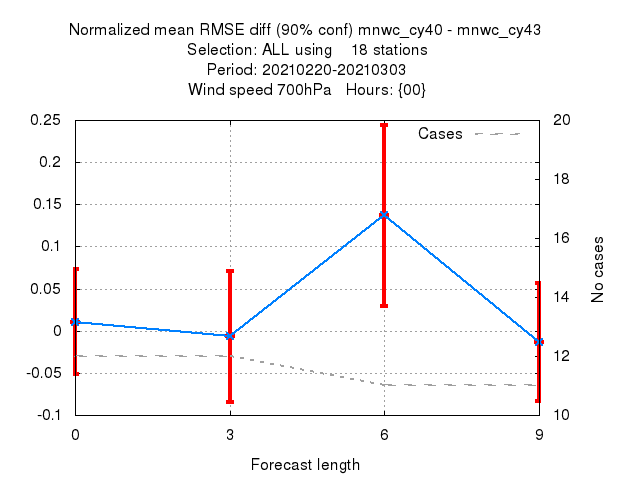 Normalized mean RMSE diff (90% conf) mnwc_cy40 - mnwc_cy43
Selection: ALL using    18 stations
Period: 20210220-20210303
Wind speed 700hPa   Hours: {00}
Cases
0.25
0.2
0.15
0.1
0.05
0
-0.05
-0.1
20
18
16
14
12
10
No cases
0 3 6 9
Forecast length